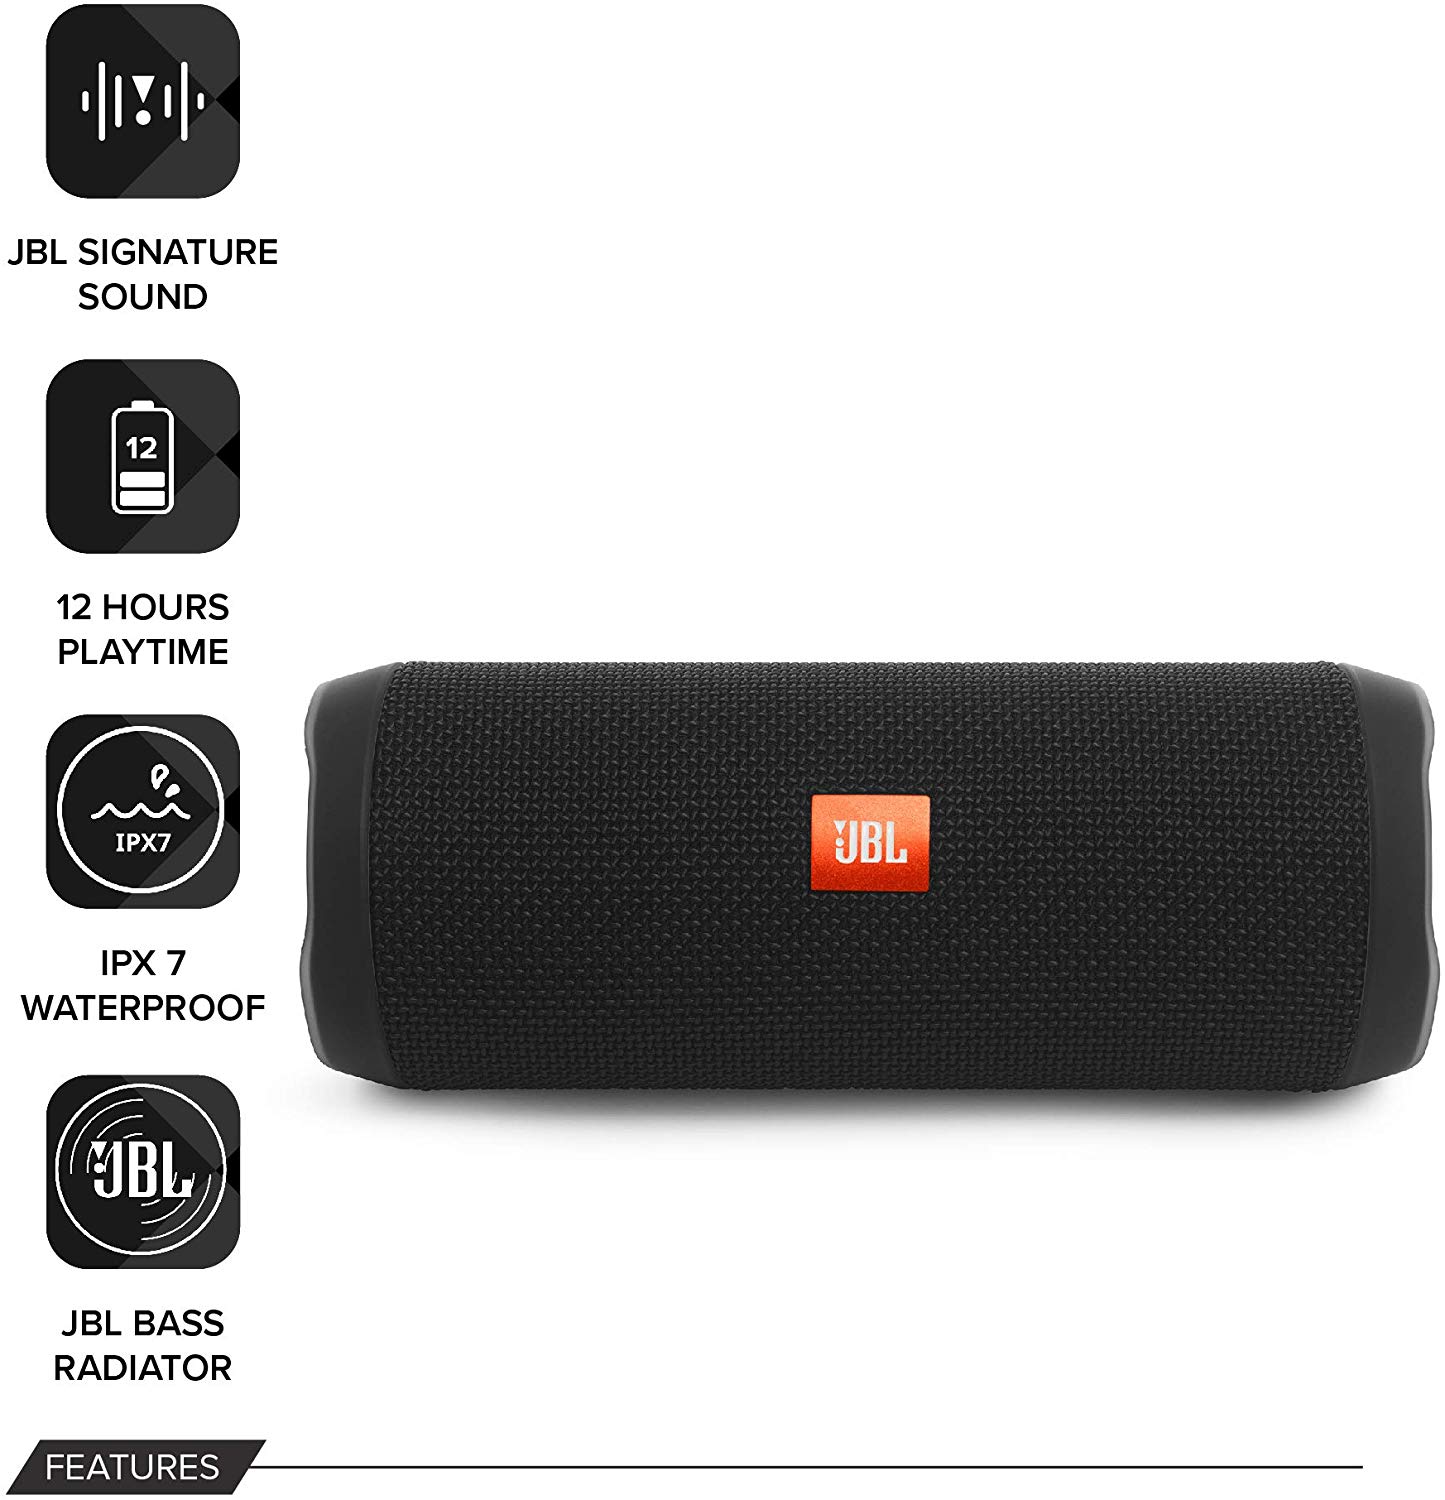 JBL SIGNATURE
SOUND
12
12 HOURS
PLAYTIME
IPX7
IPX 7
WATERPROOF
JBL
JBL
JBL BASS
RADIATOR
FEATURES